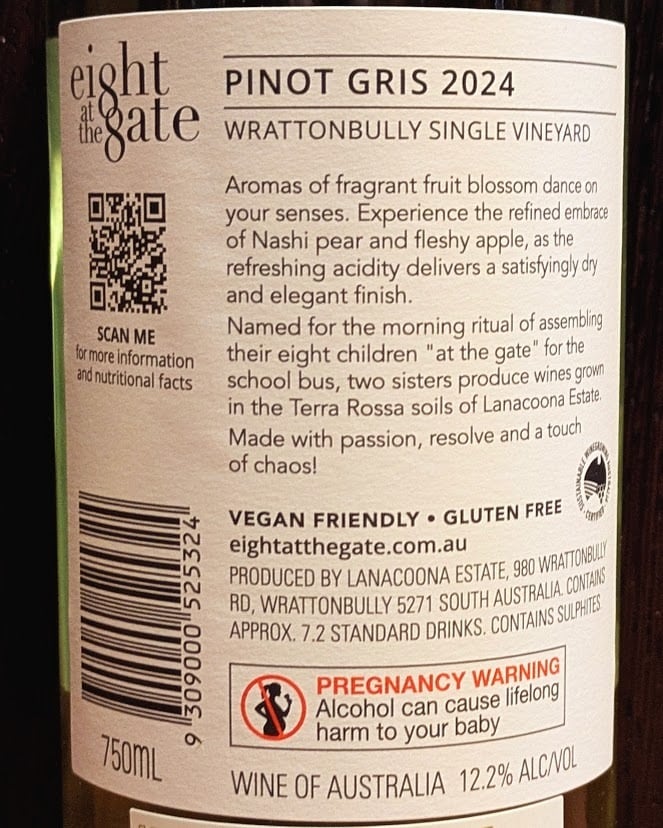 eight
at
the gate
PINOT GRIS 2024
WRATTONBULLY SINGLE VINEYARD
Aromas of fragrant fruit blossom dance on
your senses. Experience the refined embrace
of Nashi pear and fleshy apple, as the
refreshing acidity delivers a satisfyingly dry
and elegant finish.
Named for the morning ritual of assembling
their eight children "at the gate" for the
school bus, two sisters produce wines grown
in the Terra Rossa soils of Lanacoona Estate.
Made with passion, resolve and a touch
of chaos!
SCAN ME
for more information
and nutritional facts
SUSTAINABLE WINEGROWING AUSTRALIA
CERTIFIED
VEGAN FRIENDLY • GLUTEN FREE
eightatthegate.com.au
PRODUCED BY LANACOONA ESTATE, 980 WRATTONBULLY
RD, WRATTONBULLY 5271 SOUTH AUSTRALIA. CONTAINS
APPROX. 7.2 STANDARD DRINKS. CONTAINS SULPHITES.
9 309000 525324
PREGNANCY WARNING
Alcohol can cause lifelong
harm to your baby
750mL
WINE OF AUSTRALIA 12.2% ALC/VOL